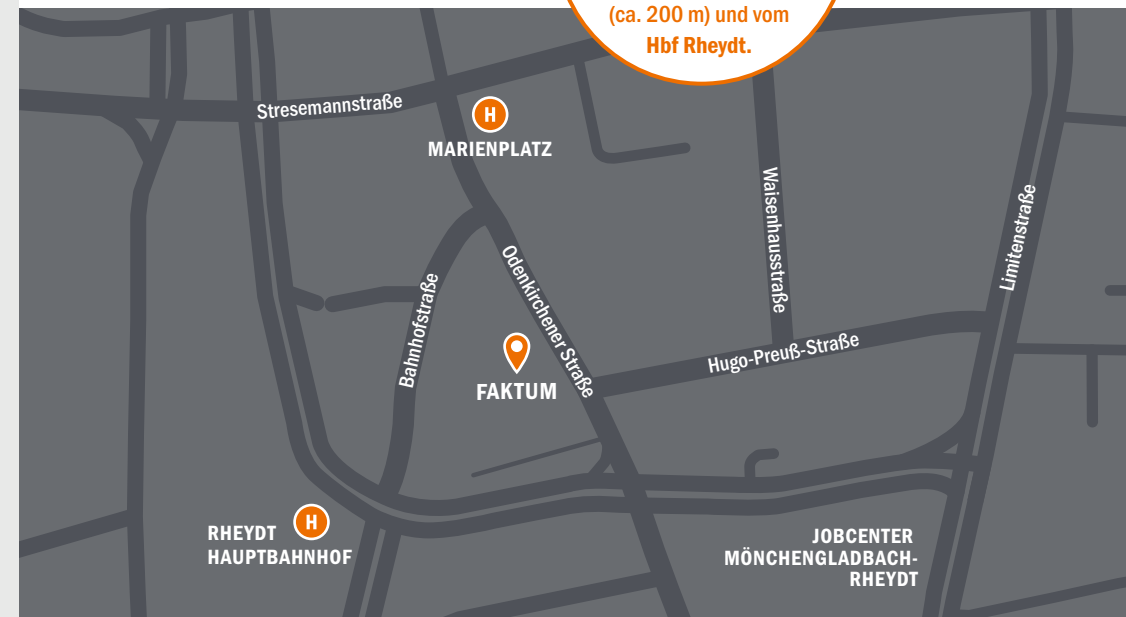 (ca. 200 m) und vom
Hbf Rheydt.
Stresemannstraße
H
MARIENPLATZ
Waisenhausstraße
Limitenstraße
Odenkirchener Straße
Bahnhofstraße
Hugo-Preuß-Straße
FAKTUM
H
RHEYDT
HAUPTBAHNHOF
JOBCENTER
MÖNCHENGLADBACH-
RHEYDT